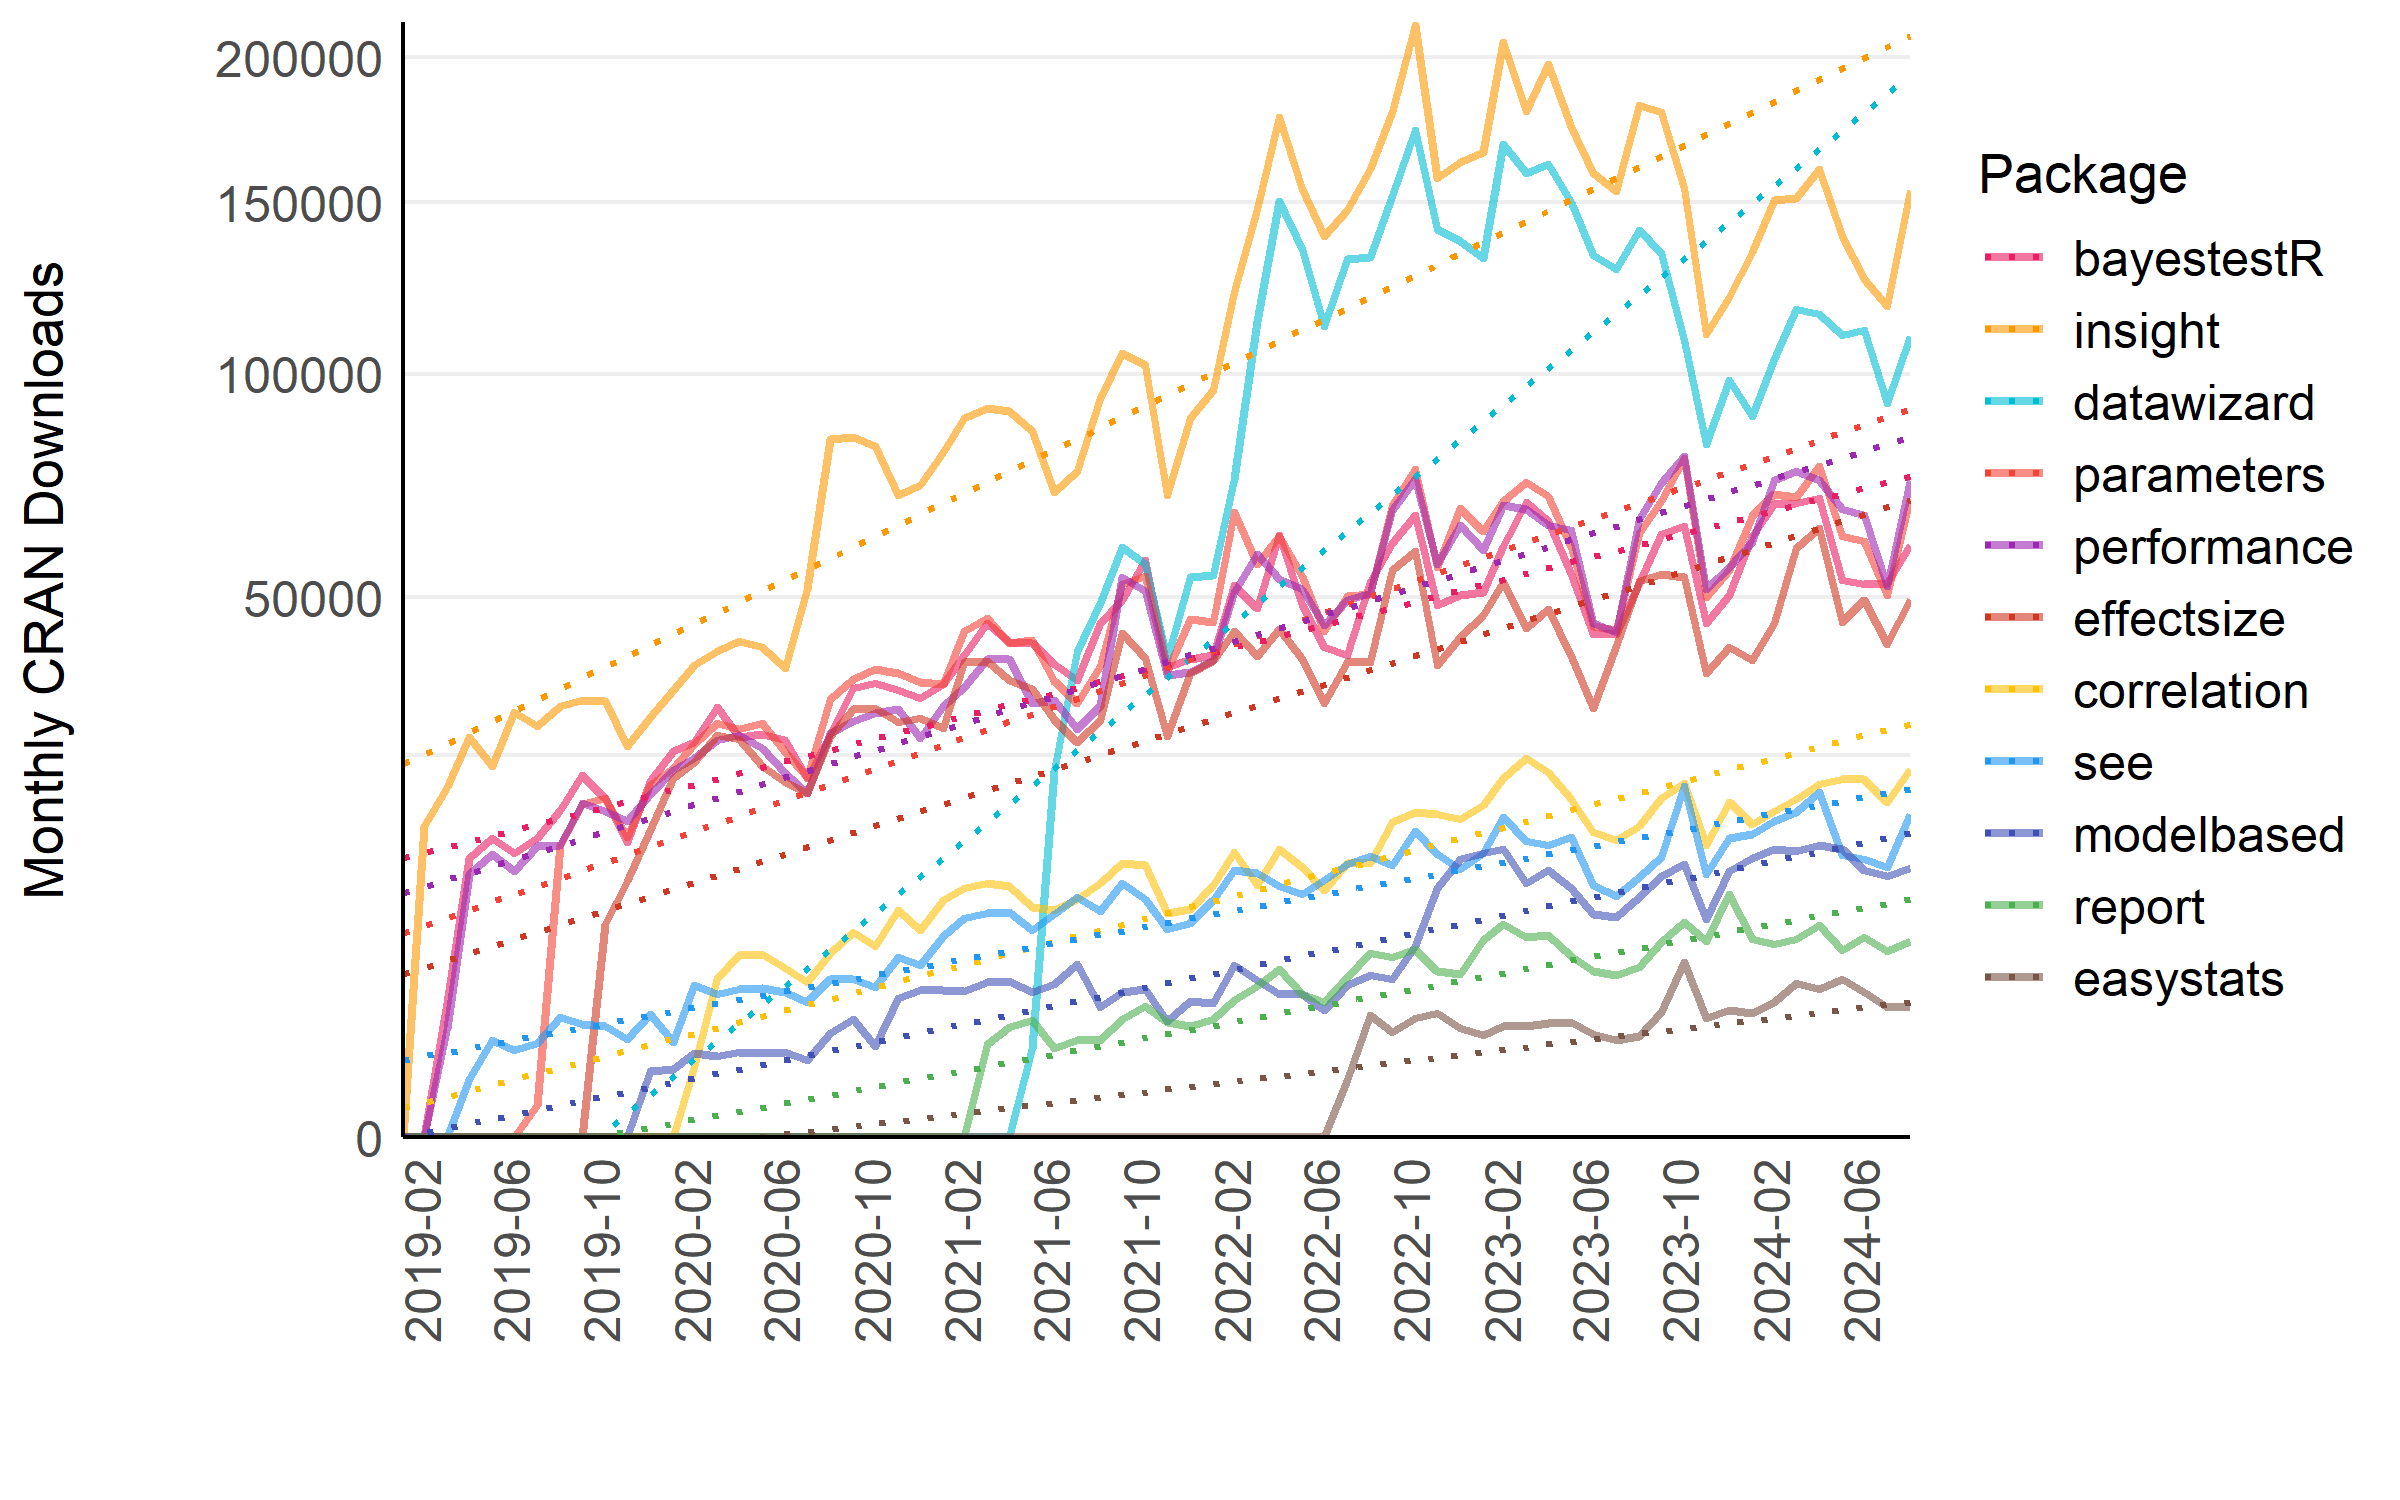 Monthly CRAN Downloads
200000
150000
100000
50000
0
2019-02
2019-06
2019-10
2020-02
2020-06
2020-10
2021-02
2021-06
2021-10
2022-02
2022-06
2022-10
2023-02
2023-06
2023-10
2024-02
2024-06
Package
bayestestR
insight
datawizard
parameters
performance
effectsize
correlation
see
modelbased
report
easystats